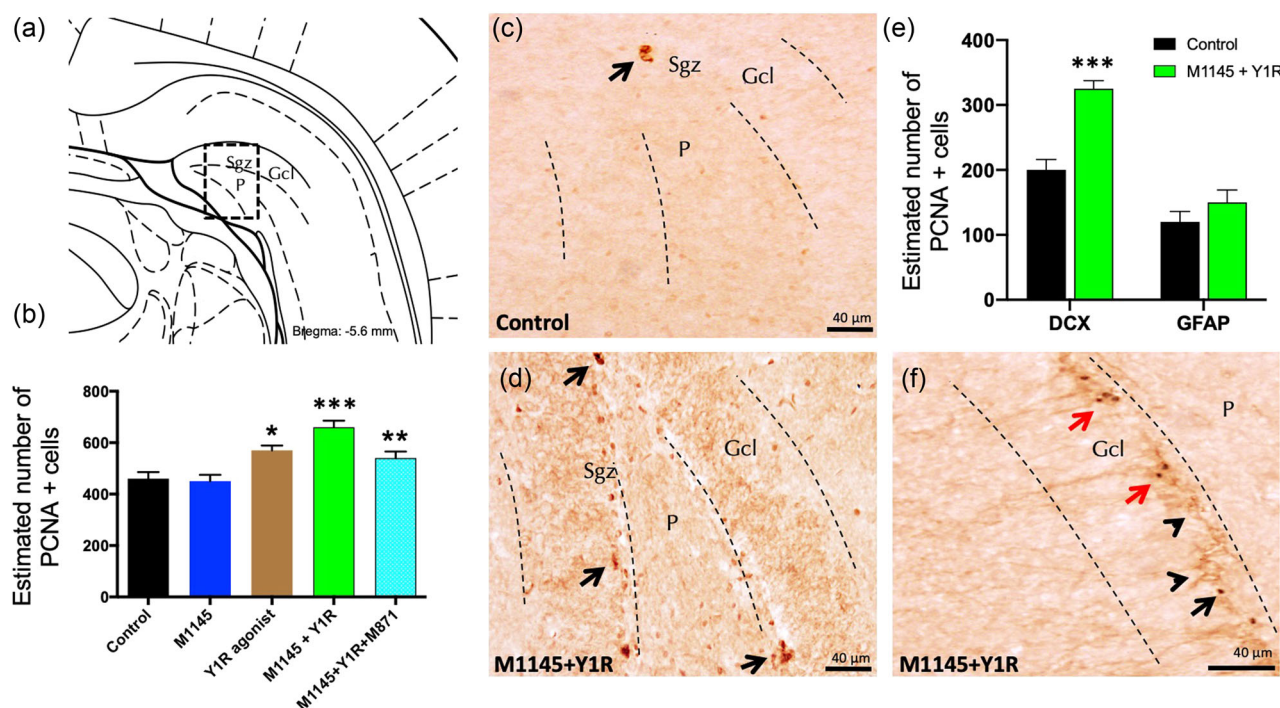 (a)
Sgz
Gcl
P
Bregma: -5.6 mm
(b)
Estimated number of
PCNA + cells
800
600
400
200
0
*
***
**
Control
M1145
Y1R agonist
M1145 + Y1R
M1145+Y1R+M871
(c)
Sgz
Gcl
P
Control
40 µm
(d)
Sgz
Gcl
P
M1145+Y1R
40 µm
(e)
Estimated number of
PCNA + cells
400
300
200
100
0
***
Control
M1145 + Y1R
DCX
GFAP
(f)
P
Gcl
M1145+Y1R
40 µm